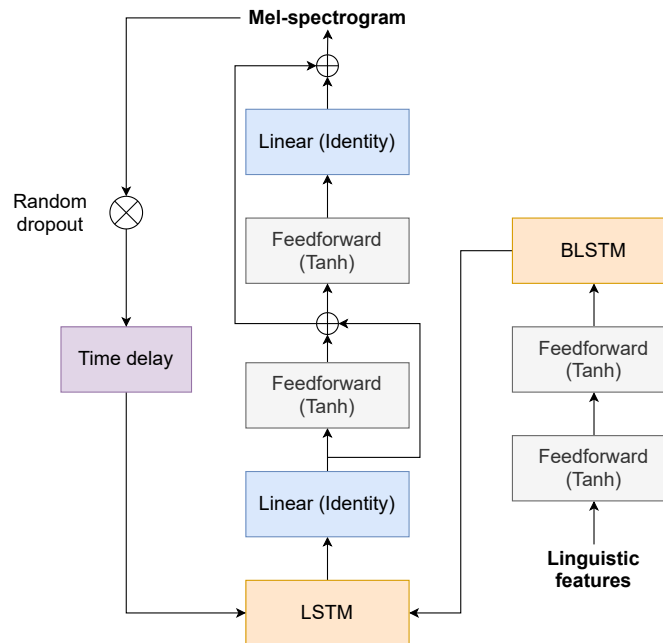 Mel-spectrogram
Linear (Identity)
Random
dropout
Feedforward
(Tanh)
BLSTM
Time delay
Feedforward
(Tanh)
Feedforward
(Tanh)
Linear (Identity)
Feedforward
(Tanh)
Linguistic
features
LSTM